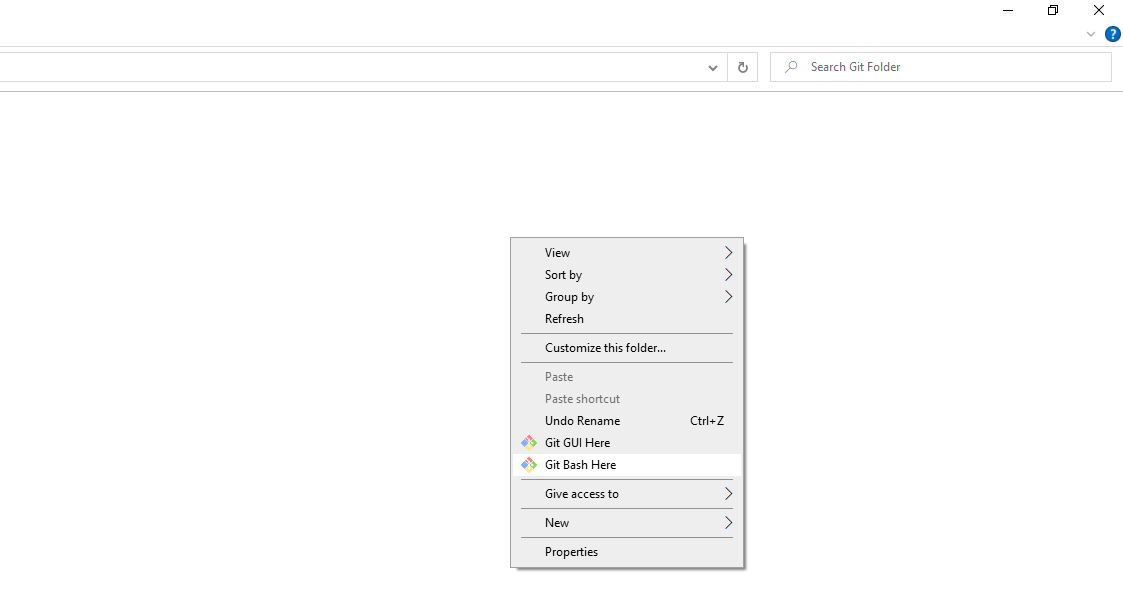 ?
Search Git Folder
View
Sort by
Group by
Refresh
Customize this folder...
Paste
Paste shortcut
Undo Rename Ctrl+Z
Git GUI Here
Git Bash Here
Give access to
New
Properties